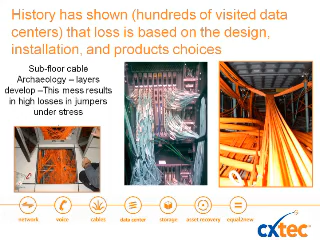 History has shown (hundreds of visited data
centers) that loss is based on the design,
installation, and products choices
Sub-floor cable
Archaeology – layers
develop –This mess results
in high losses in jumpers
under stress
network
voice
cables
data center
storage
asset recovery
equal2new
cxtec